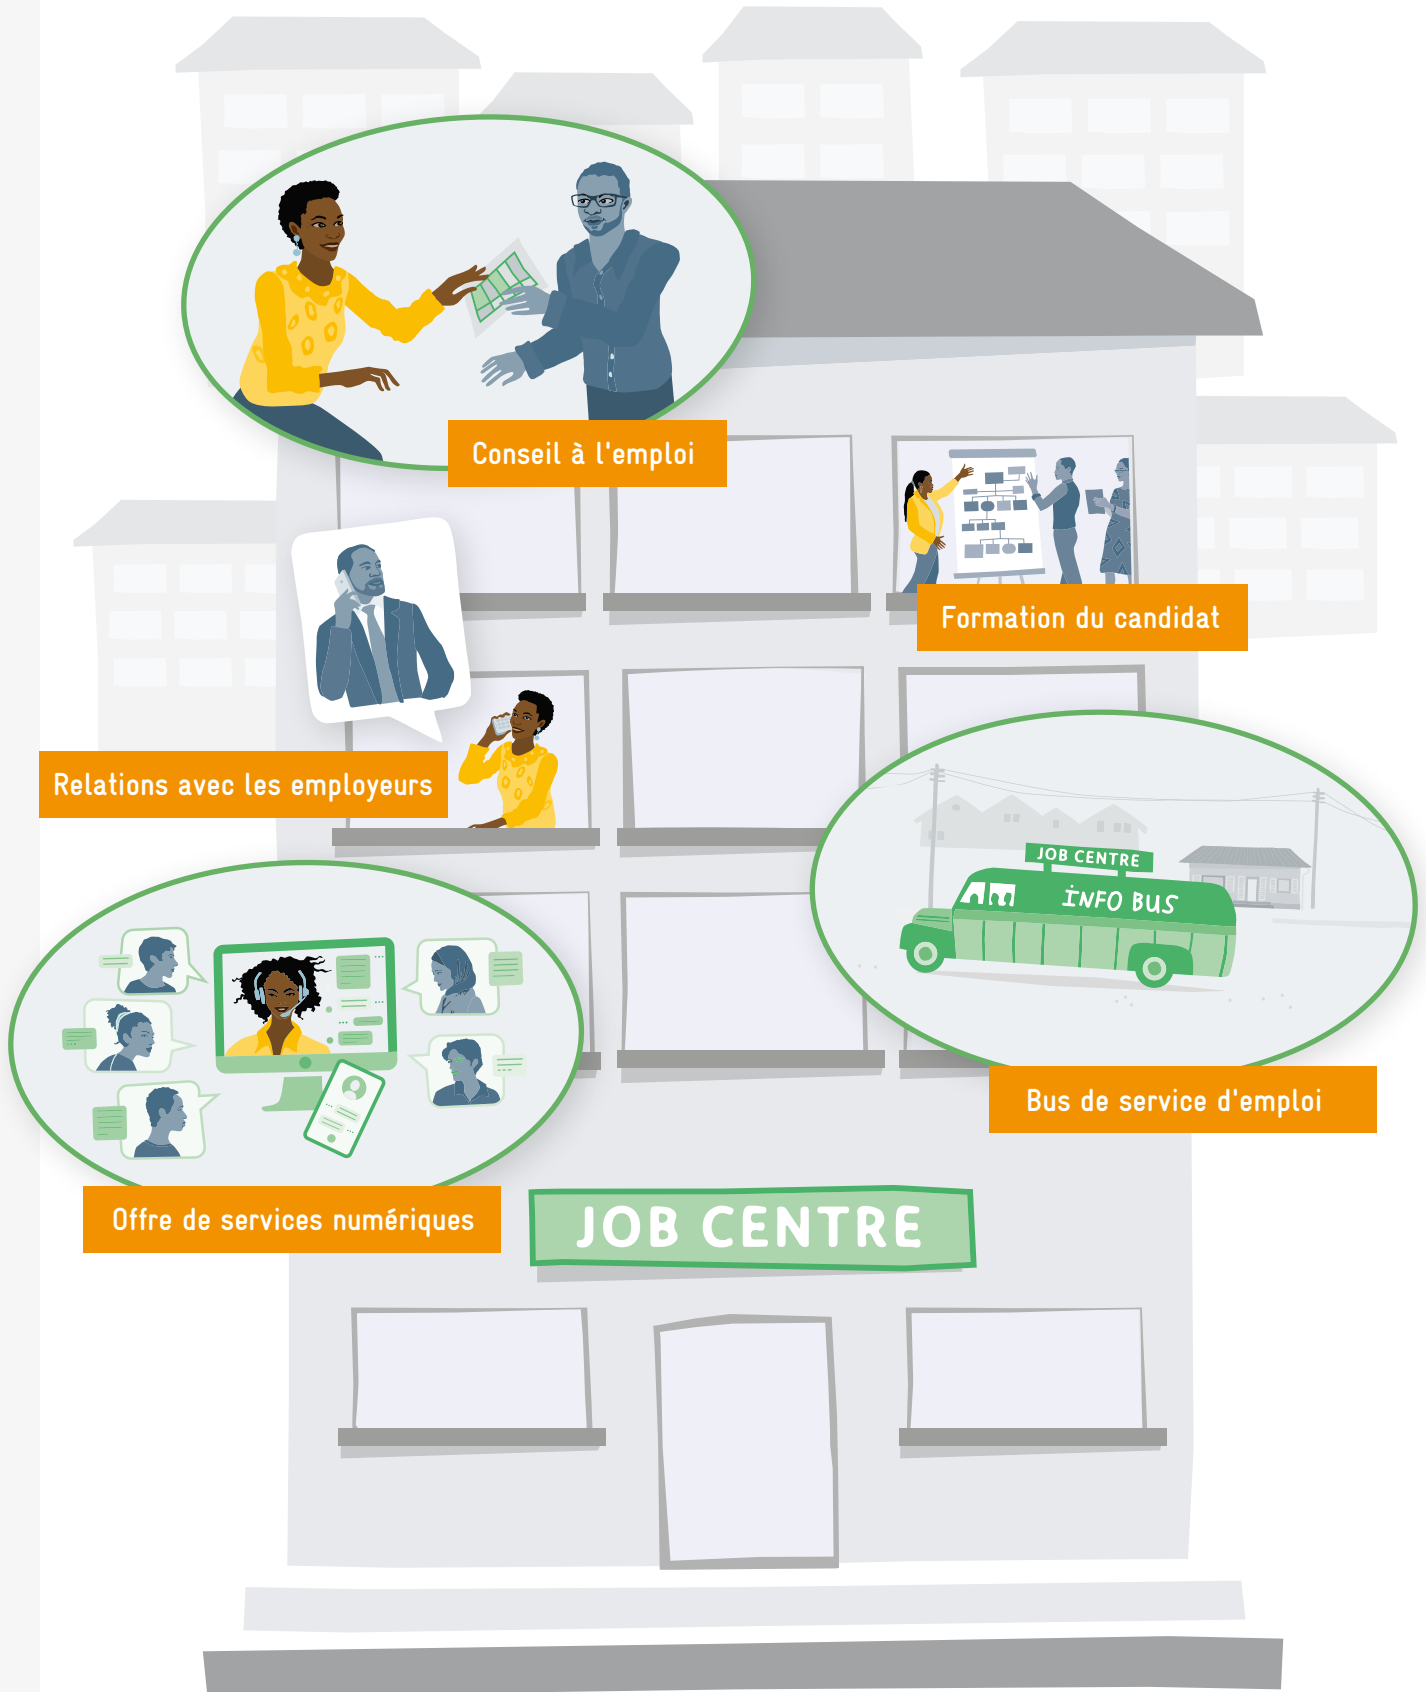 Conseil à l'emploi
Formation du candidat
Relations avec les employeurs
JOB CENTRE
INFO BUS
Bus de service d'emploi
Offre de services numériques
JOB CENTRE